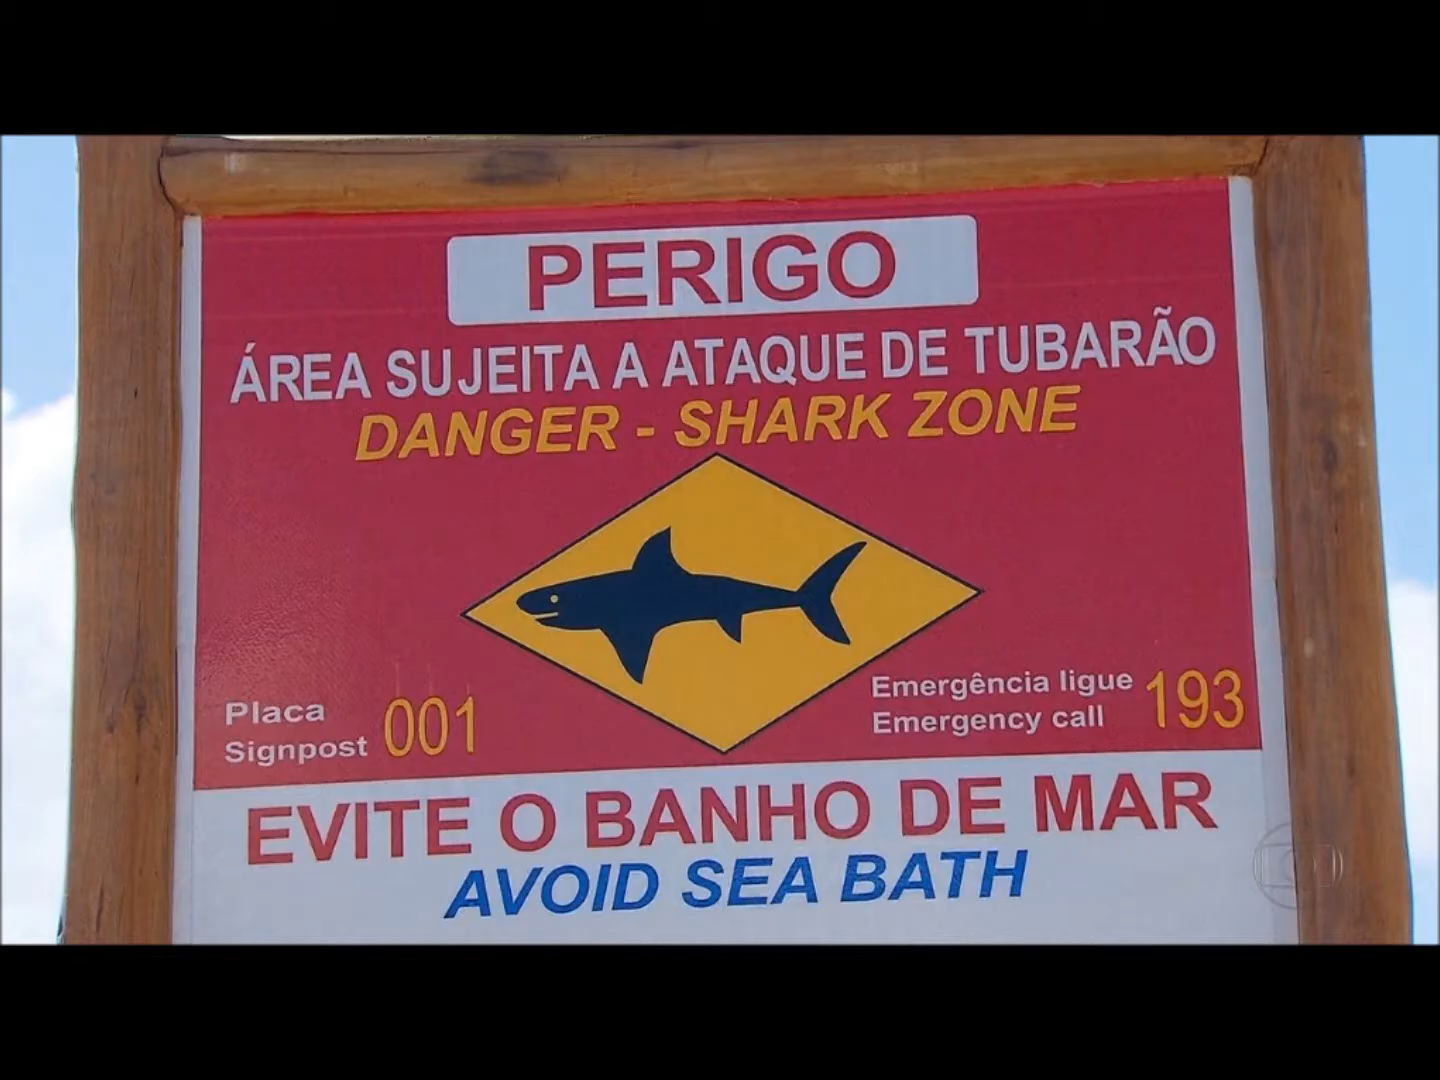 PERIGO
ÁREA SUJEITA A ATAQUE DE TUBARÃO
DANGER - SHARK ZONE
Placa
Signpost 001
Emergência ligue
Emergency call 193
EVITE O BANHO DE MAR
AVOID SEA BATH